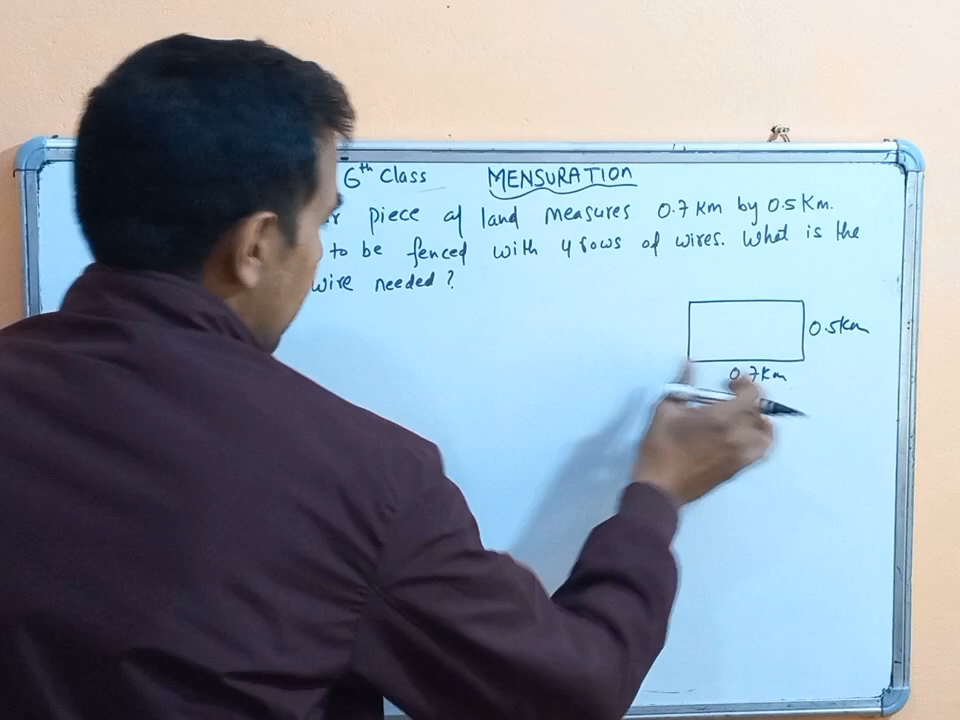 6th Class MENSURATION
piece of land measures 0.7 Km by 0.5 Km.
to be fenced with 4 rows of wires. What is the
wire needed?
0.5Km
0.7Km